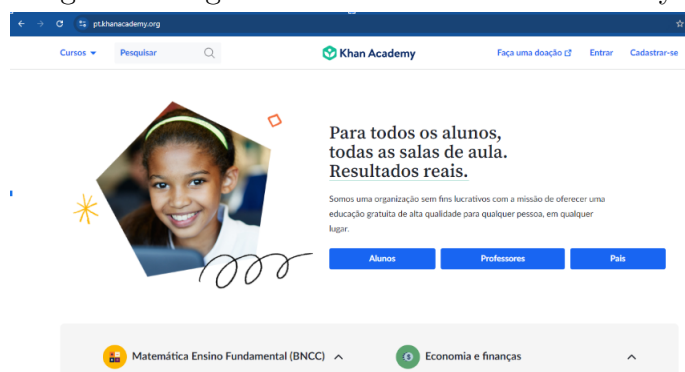 pt.khanacademy.org
Cursos Pesquisar Khan Academy Faça uma doação Entrar Cadastrar-se
Para todos os alunos,
todas as salas de aula.
Resultados reais.
Somos uma organização sem fins lucrativos com a missão de oferecer uma
educação gratuita de alta qualidade para qualquer pessoa, em qualquer
lugar.
Alunos Professores Pais
Matemática Ensino Fundamental (BNCC) Economia e finanças